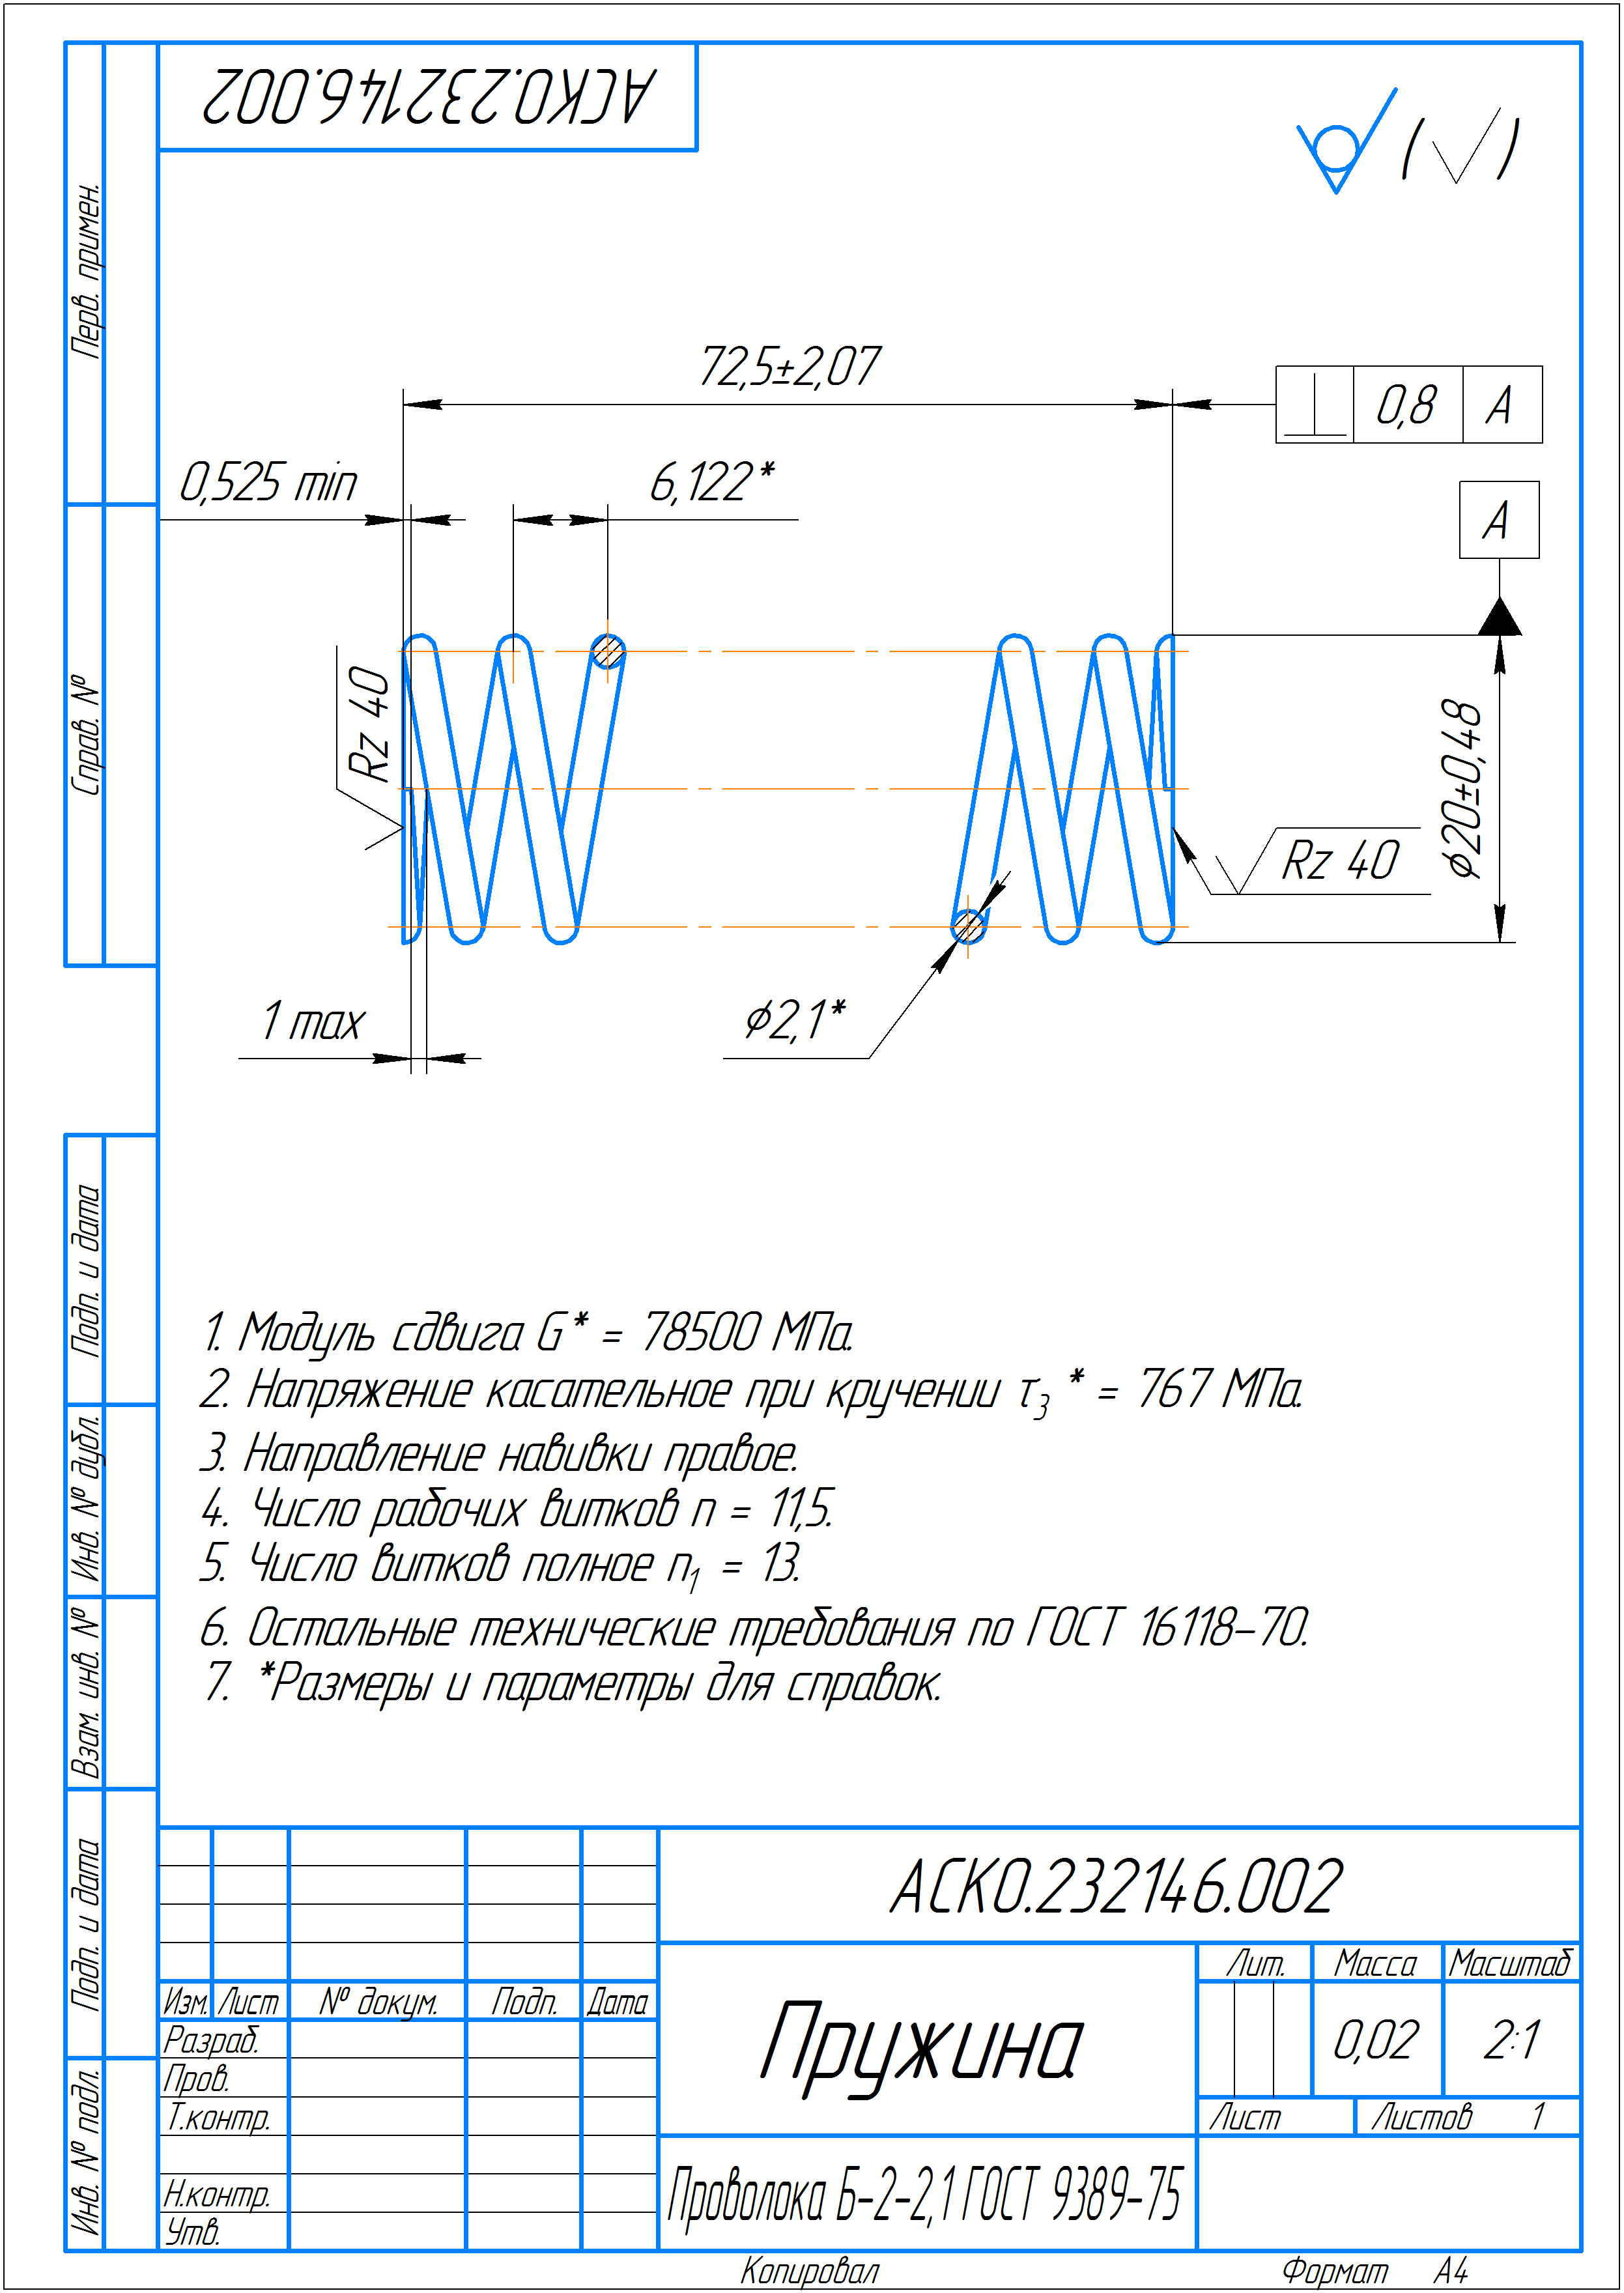 АСКО.232146.002
Перв. примен.
( )
72,5±2,07
0,8 А
0,525 min
6,122*
А
Справ. №
Rz 40
⌀20±0,48
Rz 40
1 max
⌀2,1*
1. Модуль сдвига G* = 78500 МПа.
2. Напряжение касательное при кручении τ3 * = 767 МПа.
3. Направление навивки правое.
4. Число рабочих витков n = 11,5.
5. Число витков полное n1 = 13.
6. Остальные технические требования по ГОСТ 16118-70.
7. *Размеры и параметры для справок.
Подп. и дата
Инв. № дубл.
Взам. инв. №
Подп. и дата
Инв. № подл.
АСКО.232146.002
Изм. Лист № докум. Подп. Дата
Разраб.
Пров.
Т.контр.
Н.контр.
Утв.
Пружина
Лит. Масса Масштаб
0,02 2:1
Лист Листов 1
Проволока Б-2-2,1 ГОСТ 9389-75
Копировал Формат А4